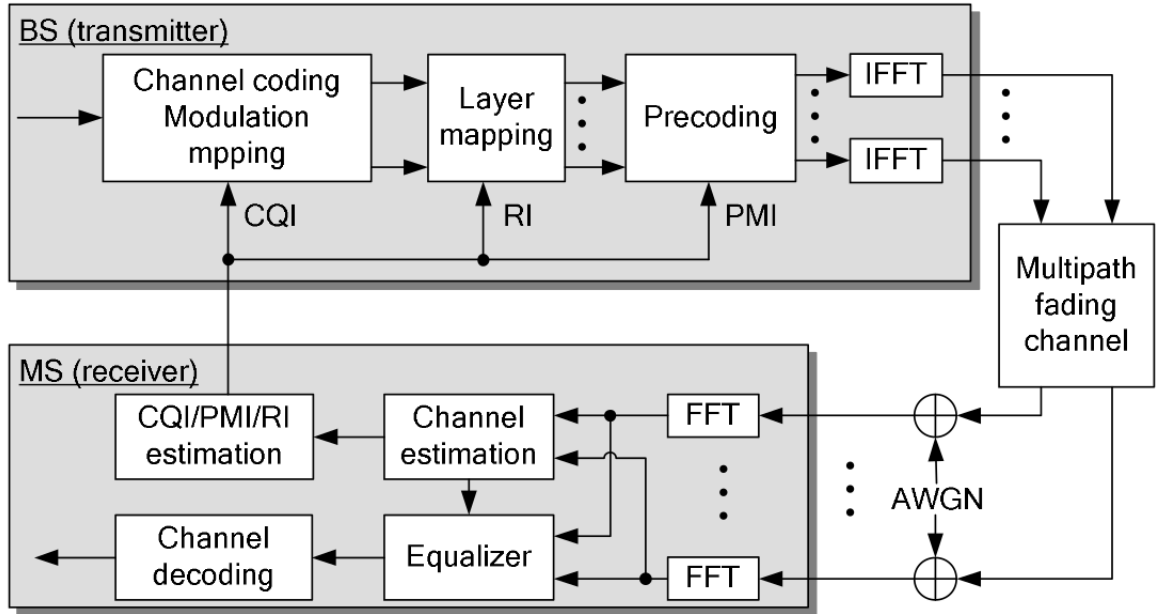 BS (transmitter)
Channel coding
Modulation
mpping
Layer
mapping
Precoding
IFFT
IFFT
CQI
RI
PMI
Multipath
fading
channel
MS (receiver)
CQI/PMI/RI
estimation
Channel
estimation
FFT
AWGN
Channel
decoding
Equalizer
FFT